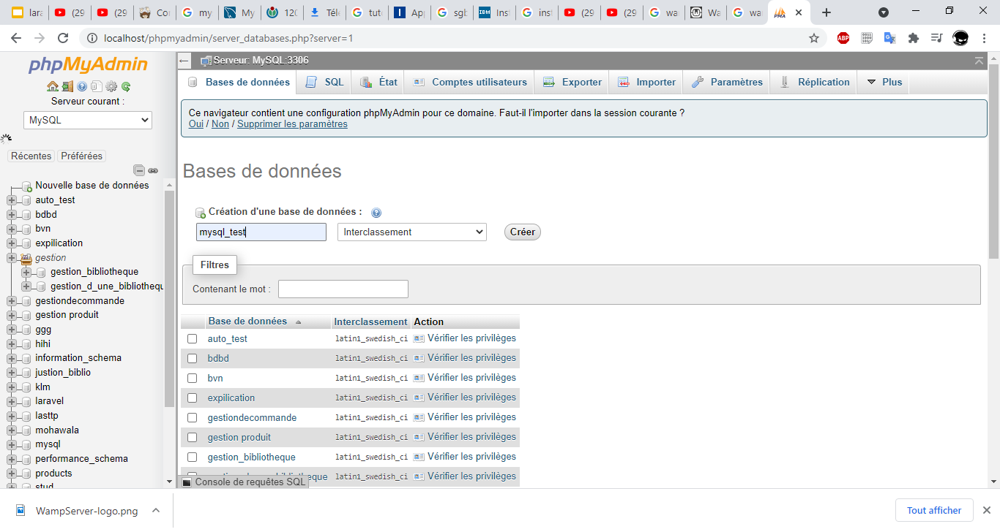 lara
(29
(29
Co
my
My
120
Télé
tuto
App
sgb
Inst
inst
(29
(29
wa
Wa
wa
localhost/phpmyadmin/server_databases.php?server=1
phpMyAdmin
Serveur courant :
MySQL
Récentes Préférées
Nouvelle base de données
auto_test
bdbd
bvn
expilication
gestion
gestion_bibliotheque
gestion_d_une_bibliothequ
gestiondecommande
gestion produit
ggg
hihi
information_schema
justion_biblio
klm
laravel
lasttp
mohawala
mysql
performance_schema
products
stud
Serveur: MySQL:3306
Bases de données SQL État Comptes utilisateurs Exporter Importer Paramètres Réplication Plus
Ce navigateur contient une configuration phpMyAdmin pour ce domaine. Faut-il l'importer dans la session courante ?
Oui / Non / Supprimer les paramètres
Bases de données
Création d'une base de données :
mysql_test Interclassement Créer
Filtres
Contenant le mot :
Base de données Interclassement Action
auto_test latin1_swedish_ci Vérifier les privilèges
bdbd latin1_swedish_ci Vérifier les privilèges
bvn latin1_swedish_ci Vérifier les privilèges
expilication latin1_swedish_ci Vérifier les privilèges
gestiondecommande latin1_swedish_ci Vérifier les privilèges
gestion produit latin1_swedish_ci Vérifier les privilèges
gestion_bibliotheque latin1_swedish_ci Vérifier les privilèges
latin1_swedish_ci Vérifier les privilèges
Console de requêtes SQL
WampServer-logo.png
Tout afficher